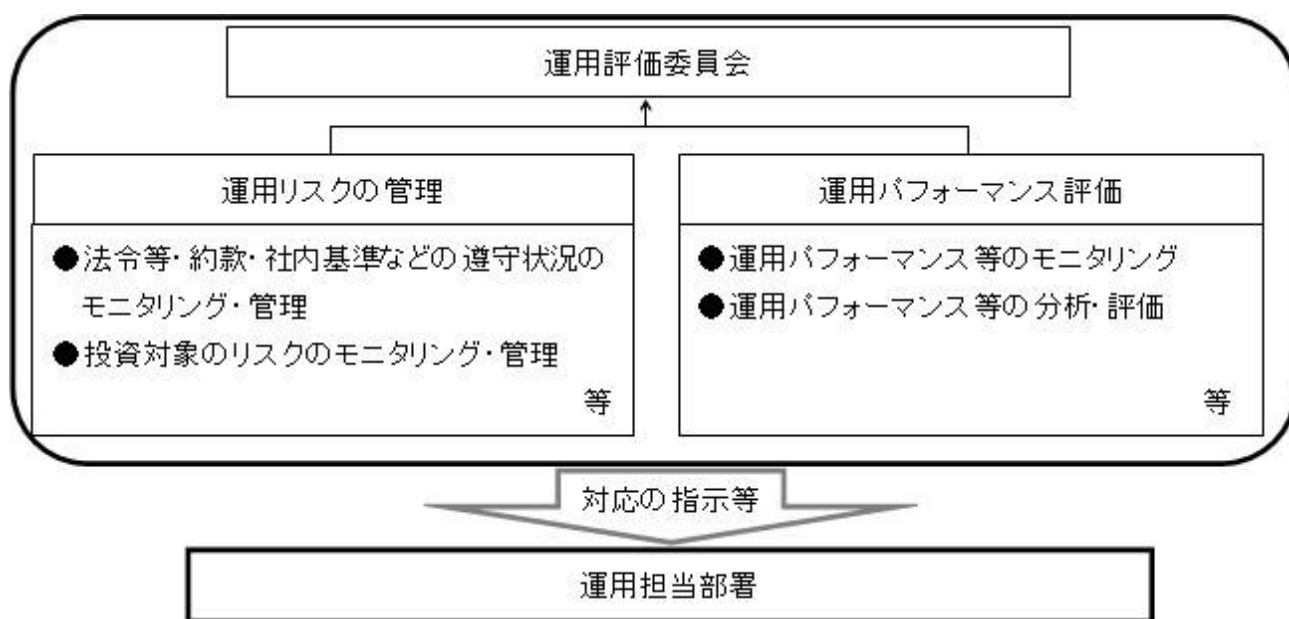 運用評価委員会
運用リスクの管理
●法令等・約款・社内基準などの遵守状況の
モニタリング・管理
●投資対象のリスクのモニタリング・管理
等
運用パフォーマンス評価
●運用パフォーマンス等のモニタリング
●運用パフォーマンス等の分析・評価
等
対応の指示等
運用担当部署